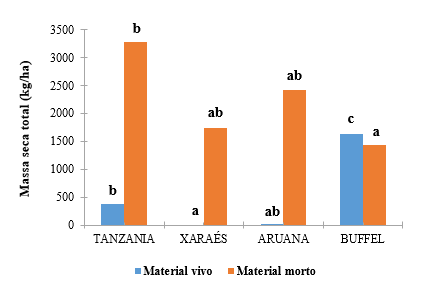 Massa seca total (kg/ha)
3500
3000
2500
2000
1500
1000
500
0
b
b
a
ab
ab
ab
c
a
TANZANIA XARAÉS ARUANA BUFFEL
Material vivo Material morto